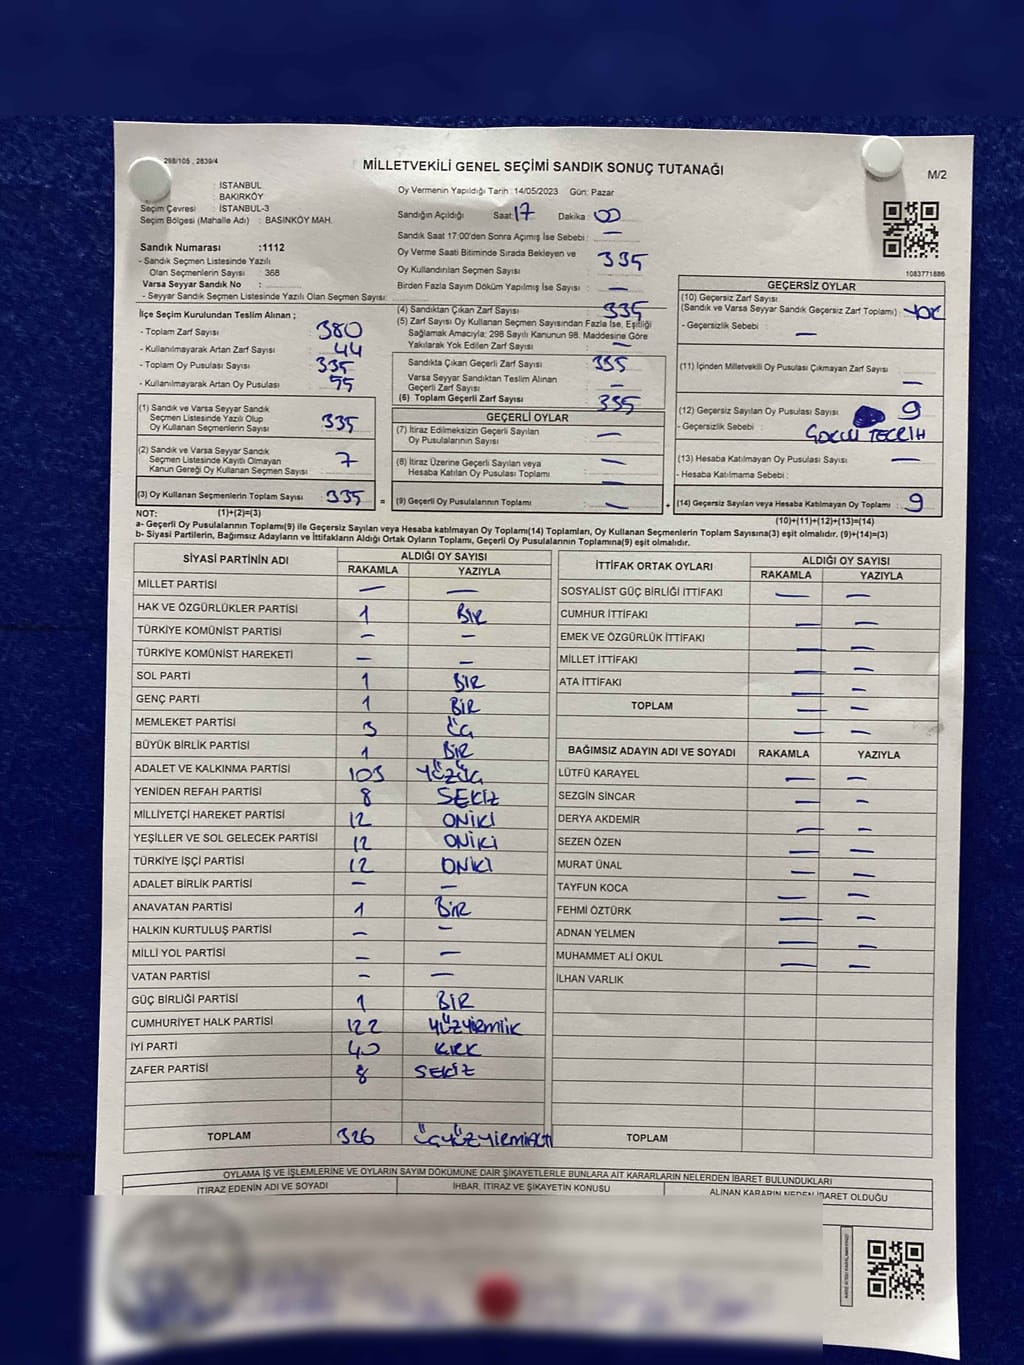 298/105 , 2839/4
MİLLETVEKİLİ GENEL SEÇİMİ SANDIK SONUÇ TUTANAĞI
M/2
: İSTANBUL
: BAKIRKÖY
Seçim Çevresi : İSTANBUL-3
Seçim Bölgesi (Mahalle Adı) : BASINKÖY MAH.
Sandık Numarası :1112
- Sandık Seçmen Listesinde Yazılı
Olan Seçmenlerin Sayısı : 368
Varsa Seyyar Sandık No :
- Seyyar Sandık Seçmen Listesinde Yazılı Olan Seçmen Sayısı:
Oy Vermenin Yapıldığı Tarih :14/05/2023 Gün: Pazar
Sandığın Açıldığı Saat: 17 Dakika : 00
Sandık Saat 17:00'den Sonra Açılmış İse Sebebi : —
Oy Verme Saati Bitiminde Sırada Bekleyen ve
Oy Kullandırılan Seçmen Sayısı 335
Birden Fazla Sayım Döküm Yapılmış İse Sayısı : —
1083771886
İlçe Seçim Kurulundan Teslim Alınan ;
- Toplam Zarf Sayısı : 380
- Kullanılmayarak Artan Zarf Sayısı : 44
- Toplam Oy Pusulası Sayısı : 335
- Kullanılmayarak Artan Oy Pusulası
(1) Sandık ve Varsa Seyyar Sandık
Seçmen Listesinde Yazılı Olup
Oy Kullanan Seçmenlerin Sayısı : 335
(2) Sandık ve Varsa Seyyar Sandık
Seçmen Listesinde Kayıtlı Olmayan
Kanun Gereği Oy Kullanan Seçmen Sayısı : 7
(3) Oy Kullanan Seçmenlerin Toplam Sayısı : 335 =
(1)+(2)=(3)
(4) Sandıktan Çıkan Zarf Sayısı : 335
(5) Zarf Sayısı Oy Kullanan Seçmen Sayısından Fazla İse, Eşitliği
Sağlamak Amacıyla; 298 Sayılı Kanunun 98. Maddesine Göre
Yakılarak Yok Edilen Zarf Sayısı : —
Sandıkta Çıkan Geçerli Zarf Sayısı : 335
Varsa Seyyar Sandıktan Teslim Alınan
Geçerli Zarf Sayısı : —
(6) Toplam Geçerli Zarf Sayısı : 335
GEÇERLİ OYLAR
(7) İtiraz Edilmeksizin Geçerli Sayılan
Oy Pusulalarının Sayısı : —
(8) İtiraz Üzerine Geçerli Sayılan veya
Hesaba Katılan Oy Pusulası Toplamı : —
(9) Geçerli Oy Pusulalarının Toplamı : — +
GEÇERSİZ OYLAR
(10) Geçersiz Zarf Sayısı
(Sandık ve Varsa Seyyar Sandık Geçersiz Zarf Toplamı) : YOK
- Geçersizlik Sebebi : —
(11) İçinden Milletvekili Oy Pusulası Çıkmayan Zarf Sayısı : —
(12) Geçersiz Sayılan Oy Pusulası Sayısı : 9
- Geçersizlik Sebebi : ÇOKLU TERCİH
(13) Hesaba Katılmayan Oy Pusulası Sayısı : —
- Hesaba Katılmama Sebebi :
(14) Geçersiz Sayılan veya Hesaba Katılmayan Oy Toplamı : 9
(10)+(11)+(12)+(13)=(14)
NOT:
a- Geçerli Oy Pusulalarının Toplamı(9) ile Geçersiz Sayılan veya Hesaba katılmayan Oy Toplamı(14) Toplamları, Oy Kullanan Seçmenlerin Toplam Sayısına(3) eşit olmalıdır. (9)+(14)=(3)
b- Siyasi Partilerin, Bağımsız Adayların ve İttifakların Aldığı Ortak Oyların Toplamı, Geçerli Oy Pusulalarının Toplamına(9) eşit olmalıdır.
SİYASİ PARTİNİN ADI ALDIĞI OY SAYISI
RAKAMLA YAZIYLA
MİLLET PARTİSİ — —
HAK VE ÖZGÜRLÜKLER PARTİSİ 1 BİR
TÜRKİYE KOMÜNİST PARTİSİ — —
TÜRKİYE KOMÜNİST HAREKETİ — —
SOL PARTİ 1 BİR
GENÇ PARTİ 1 BİR
MEMLEKET PARTİSİ 3 ÜÇ
BÜYÜK BİRLİK PARTİSİ 1 BİR
ADALET VE KALKINMA PARTİSİ 103 YÜZÜÇ
YENİDEN REFAH PARTİSİ 8 SEKİZ
MİLLİYETÇİ HAREKET PARTİSİ 12 ONİKİ
YEŞİLLER VE SOL GELECEK PARTİSİ 12 ONİKİ
TÜRKİYE İŞÇİ PARTİSİ 12 ONİKİ
ADALET BİRLİK PARTİSİ — —
ANAVATAN PARTİSİ 1 BİR
HALKIN KURTULUŞ PARTİSİ — —
MİLLİ YOL PARTİSİ — —
VATAN PARTİSİ — —
GÜÇ BİRLİĞİ PARTİSİ 1 BİR
CUMHURİYET HALK PARTİSİ 122 YÜZYİRMİİK
İYİ PARTİ 40 KIRK
ZAFER PARTİSİ 8 SEKİZ
TOPLAM 326 ÜÇYÜZYİRMİALTI
İTTİFAK ORTAK OYLARI ALDIĞI OY SAYISI
RAKAMLA YAZIYLA
SOSYALİST GÜÇ BİRLİĞİ İTTİFAKI — —
CUMHUR İTTİFAKI — —
EMEK VE ÖZGÜRLÜK İTTİFAKI — —
MİLLET İTTİFAKI — —
ATA İTTİFAKI — —
TOPLAM — —
— —
BAĞIMSIZ ADAYIN ADI VE SOYADI RAKAMLA YAZIYLA
LÜTFÜ KARAYEL — —
SEZGİN SİNCAR — —
DERYA AKDEMİR — —
SEZEN ÖZEN — —
MURAT ÜNAL — —
TAYFUN KOCA — —
FEHMİ ÖZTÜRK — —
ADNAN YELMEN — —
MUHAMMET ALİ OKUL — —
İLHAN VARLIK
TOPLAM
OYLAMA İŞ VE İŞLEMLERİNE VE OYLARIN SAYIM DÖKÜMÜNE DAİR ŞİKAYETLERLE BUNLARA AİT KARARLARIN NELERDEN İBARET BULUNDUKLARI
İTİRAZ EDENİN ADI VE SOYADI İHBAR, İTİRAZ VE ŞİKAYETİN KONUSU ALINAN KARARIN NEDEN İBARET OLDUĞU